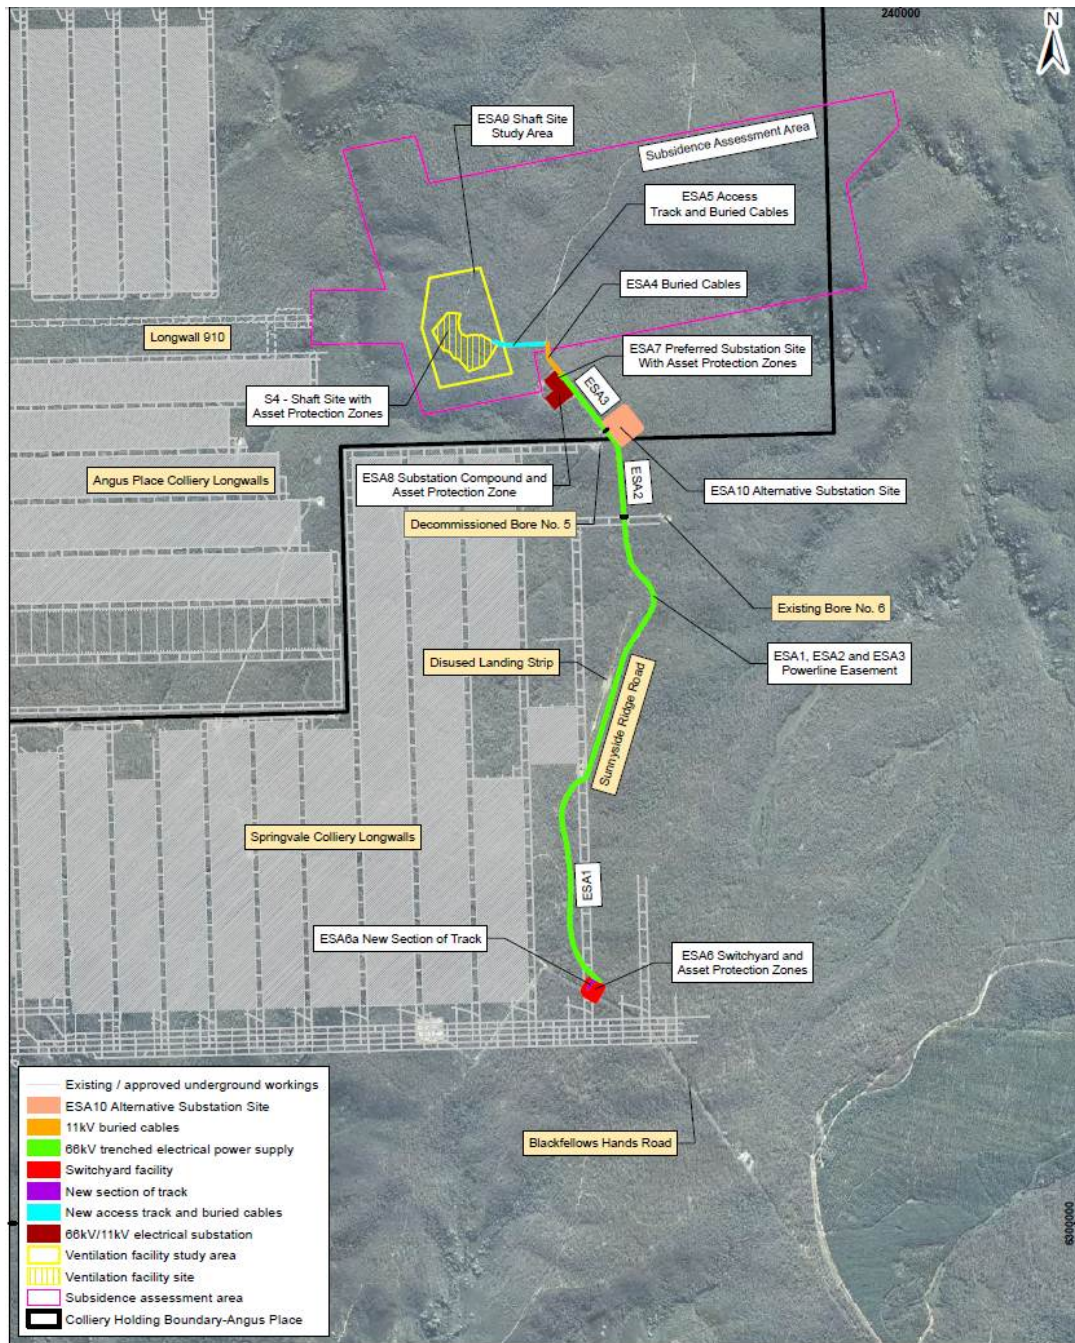 240000
N
ESA9 Shaft Site
Study Area
Subsidence Assessment Area
ESA5 Access
Track and Buried Cables
ESA4 Buried Cables
Longwall 910
ESA7 Preferred Substation Site
With Asset Protection Zones
ESA3
S4 - Shaft Site with
Asset Protection Zones
Angus Place Colliery Longwalls
ESA8 Substation Compound and
Asset Protection Zone
ESA2
ESA10 Alternative Substation Site
Decommissioned Bore No. 5
Existing Bore No. 6
Disused Landing Strip
ESA1, ESA2 and ESA3
Powerline Easement
Sunnyside Ridge Road
Springvale Colliery Longwalls
ESA1
ESA6a New Section of Track
ESA6 Switchyard and
Asset Protection Zones
Blackfellows Hands Road
6300000
Existing / approved underground workings
ESA10 Alternative Substation Site
11kV buried cables
66kV trenched electrical power supply
Switchyard facility
New section of track
New access track and buried cables
66kV/11kV electrical substation
Ventilation facility study area
Ventilation facility site
Subsidence assessment area
Colliery Holding Boundary-Angus Place